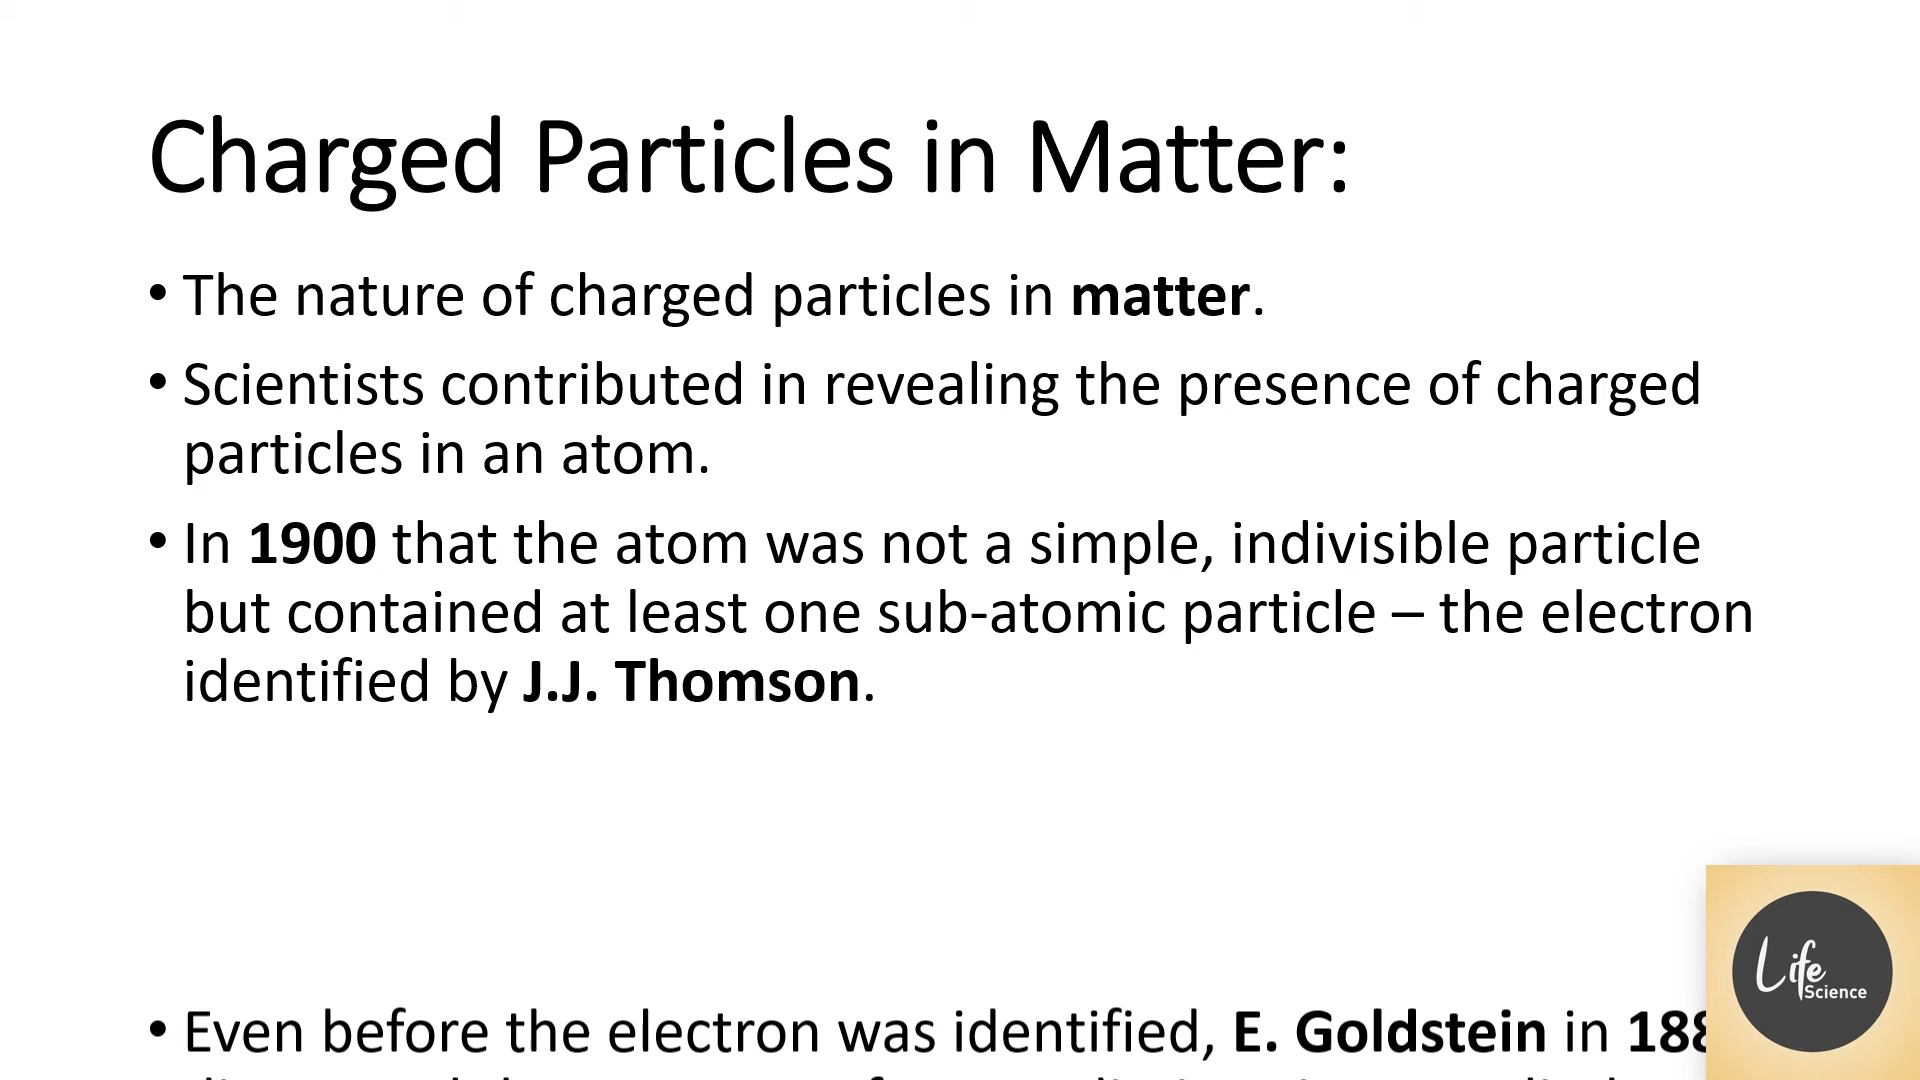 Charged Particles in Matter:
• The nature of charged particles in matter.
• Scientists contributed in revealing the presence of charged
particles in an atom.
• In 1900 that the atom was not a simple, indivisible particle
but contained at least one sub-atomic particle – the electron
identified by J.J. Thomson.
• Even before the electron was identified, E. Goldstein in
Life
Science